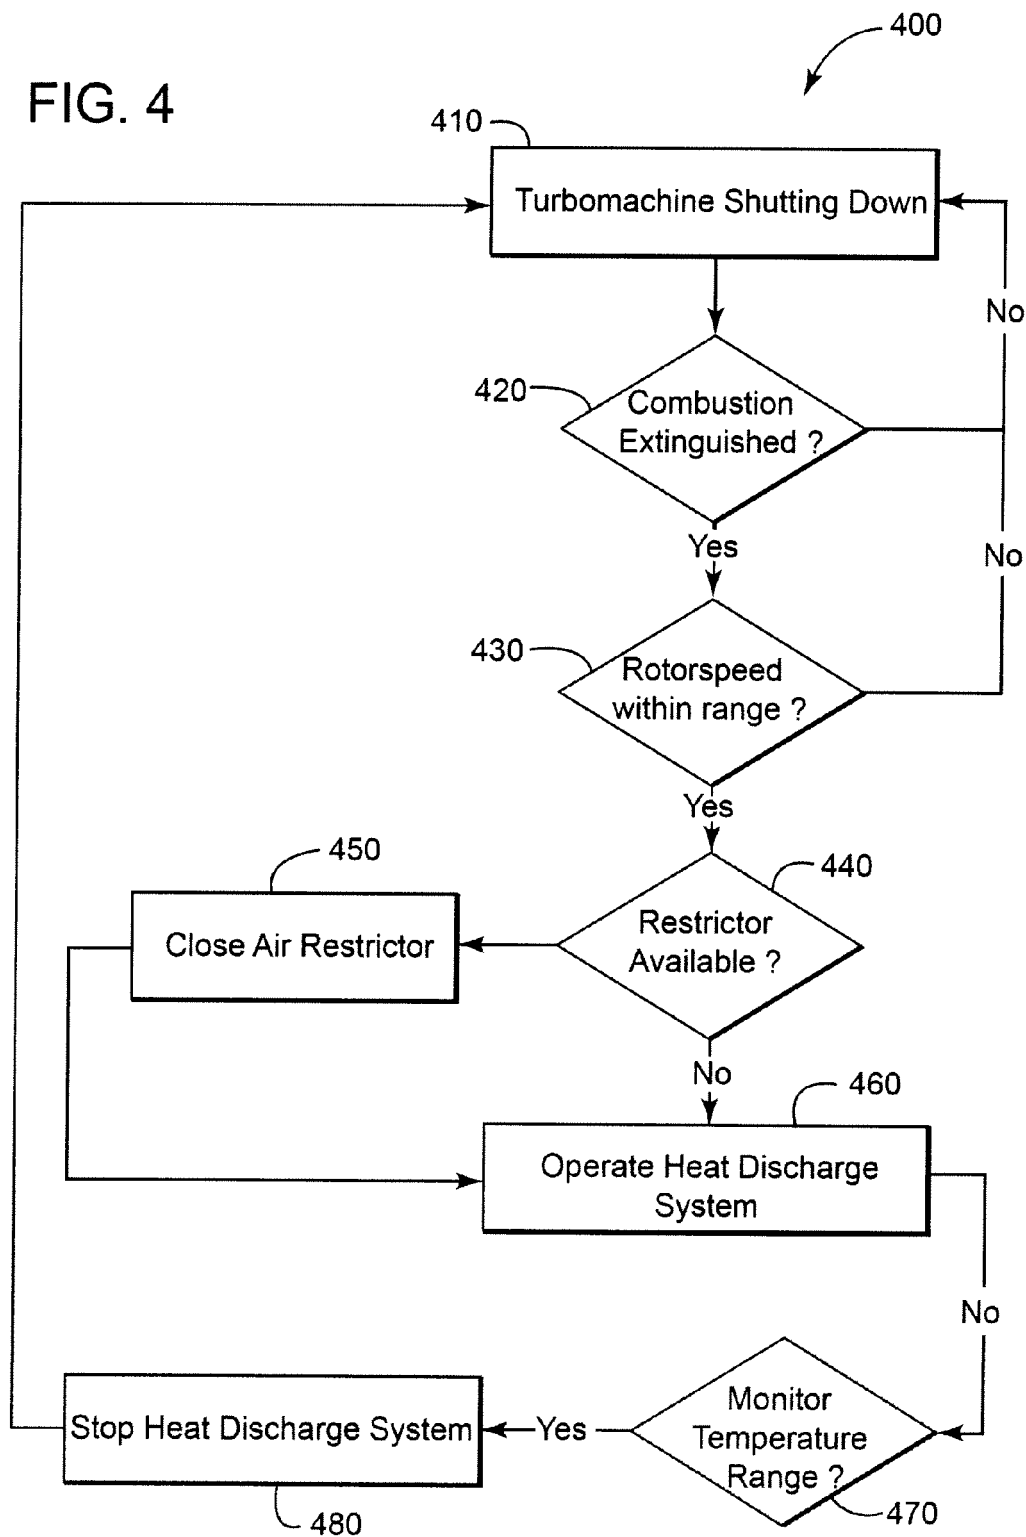 400
FIG. 4
410
Turbomachine Shutting Down
No
420
Combustion
Extinguished ?
Yes
No
430
Rotorspeed
within range ?
Yes
450
440
Close Air Restrictor
Restrictor
Available ?
No
460
Operate Heat Discharge
System
No
Monitor
Temperature
Range ?
Yes
Stop Heat Discharge System
470
480